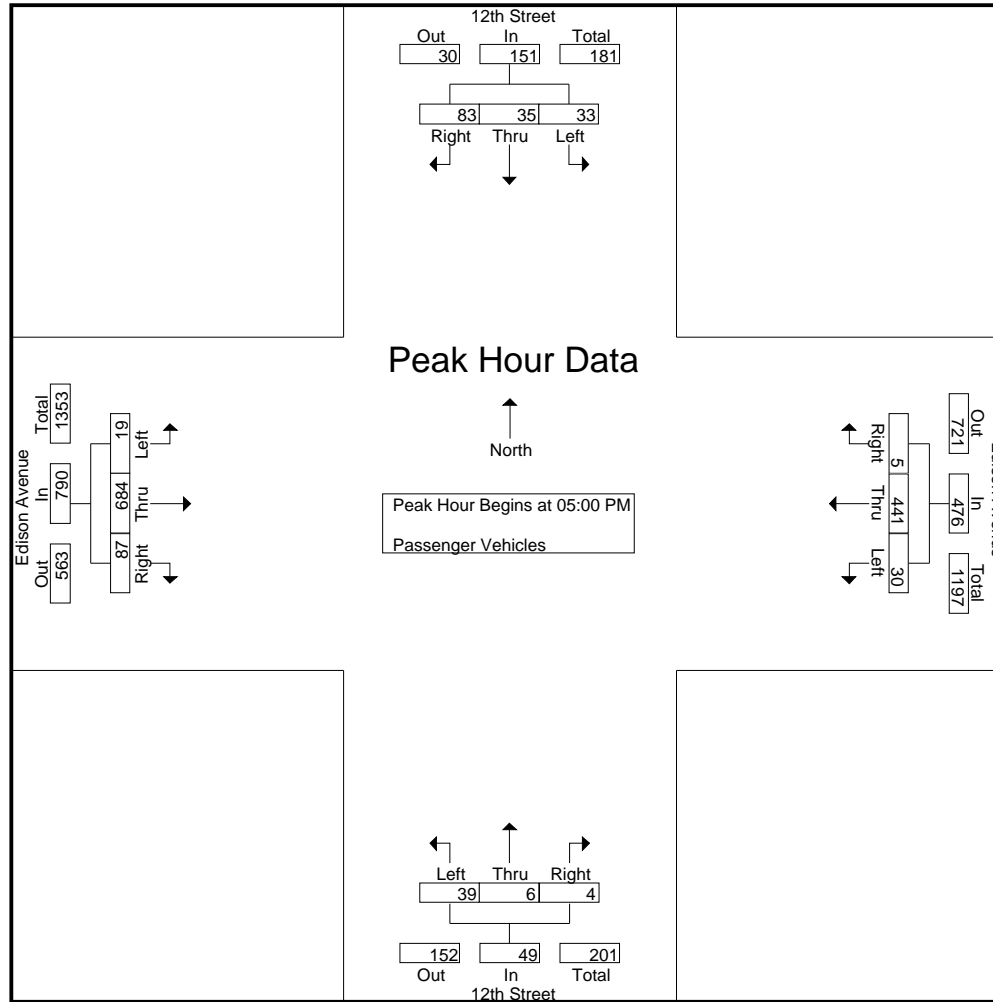 12th Street
Out In Total
30 151 181
83 35 33
Right Thru Left
Peak Hour Data
North
Peak Hour Begins at 05:00 PM
Passenger Vehicles
Edison Avenue
Out In Total
563 790 1353
19 684 87
Left Thru Right
Out In Total
721 476 1197
5 441 30
Right Thru Left
Left Thru Right
39 6 4
152 49 201
Out In Total
12th Street